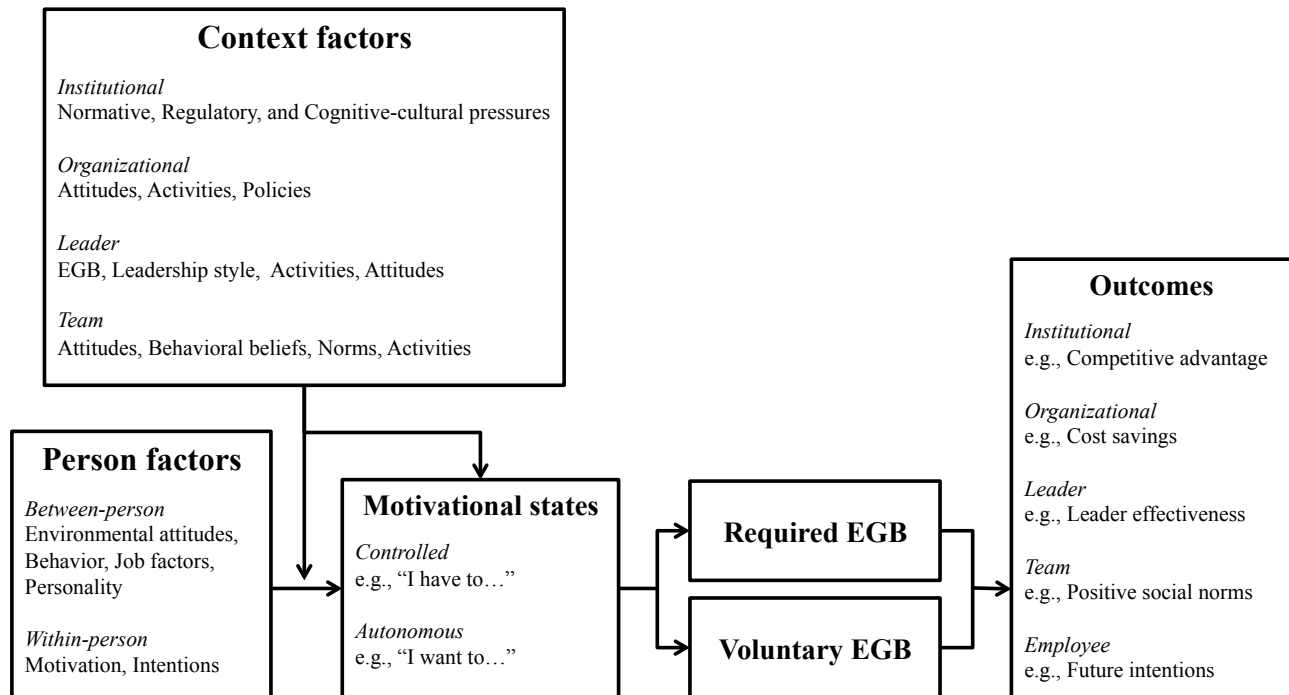 Context factors
Institutional
Normative, Regulatory, and Cognitive-cultural pressures
Organizational
Attitudes, Activities, Policies
Leader
EGB, Leadership style, Activities, Attitudes
Team
Attitudes, Behavioral beliefs, Norms, Activities
Person factors
Between-person
Environmental attitudes,
Behavior, Job factors,
Personality
Within-person
Motivation, Intentions
Motivational states
Controlled
e.g., “I have to…”
Autonomous
e.g., “I want to…”
Required EGB
Voluntary EGB
Outcomes
Institutional
e.g., Competitive advantage
Organizational
e.g., Cost savings
Leader
e.g., Leader effectiveness
Team
e.g., Positive social norms
Employee
e.g., Future intentions